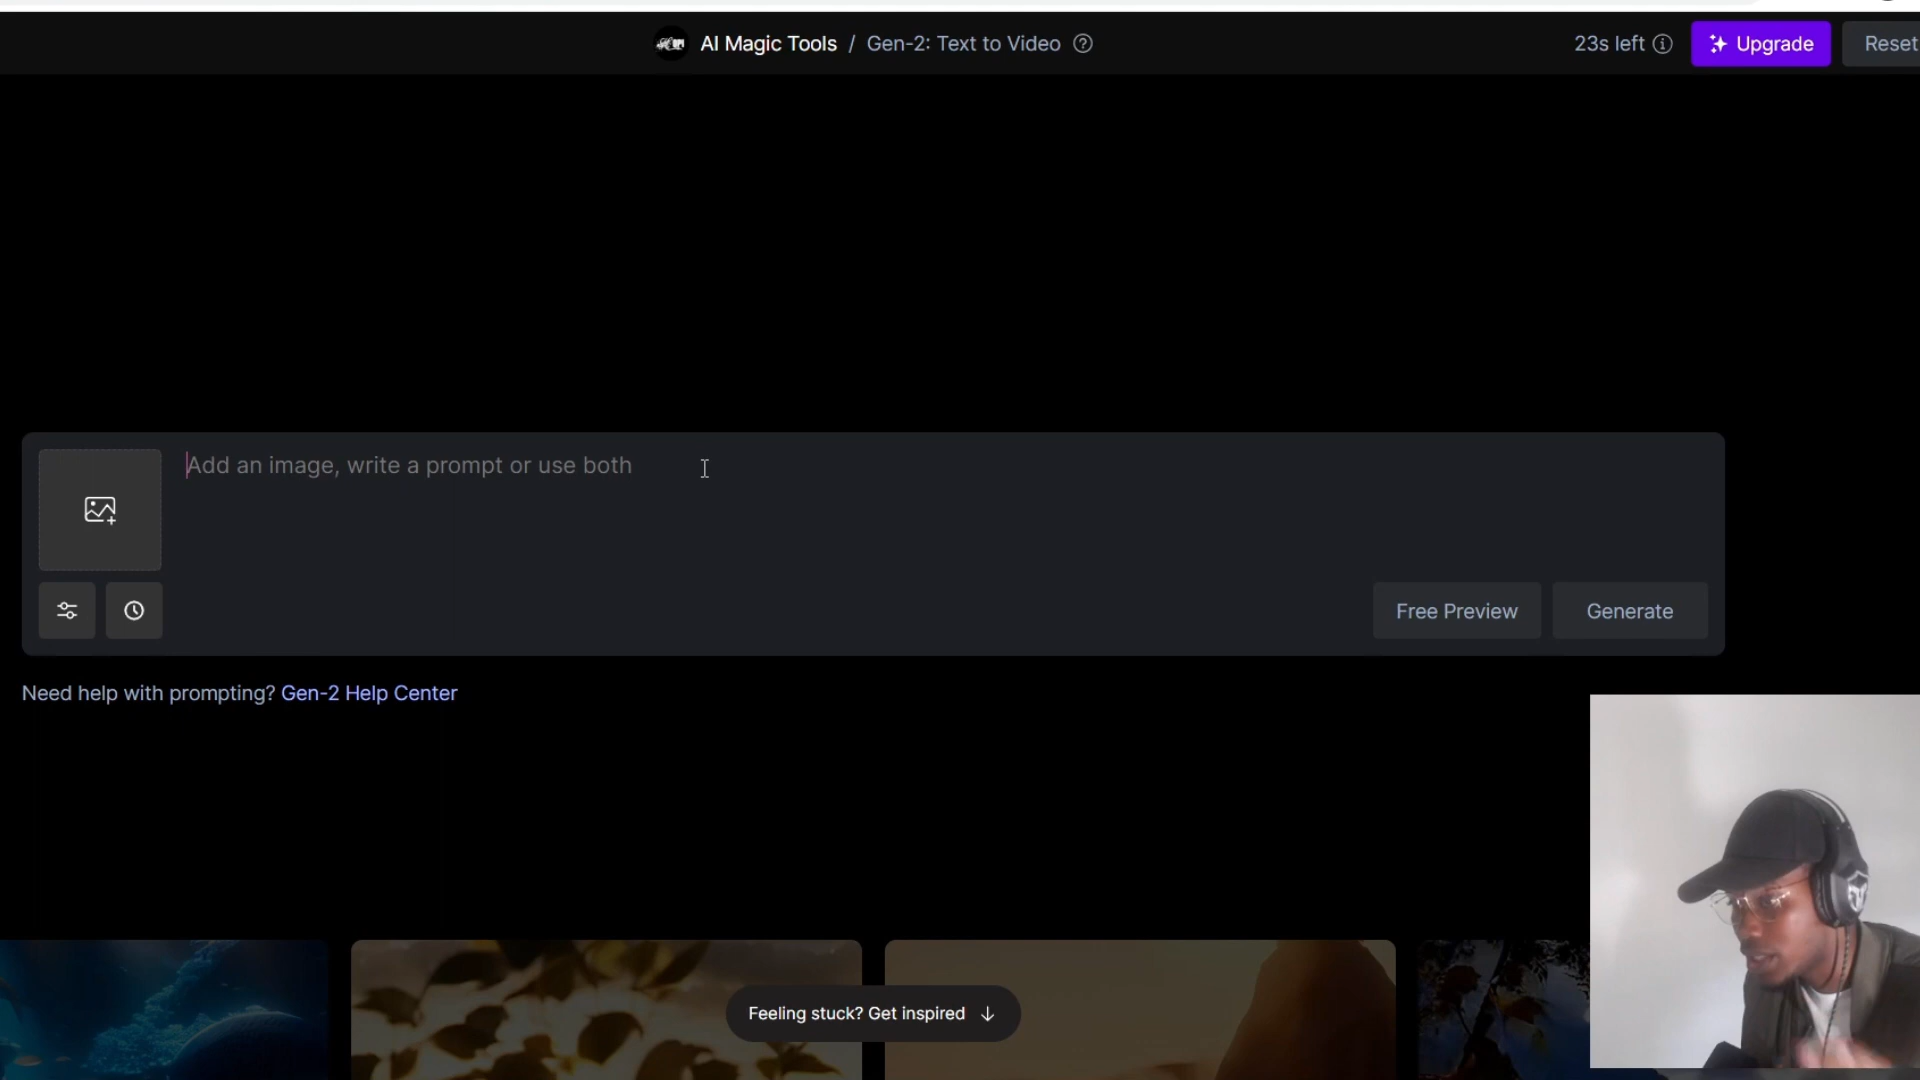 AI Magic Tools / Gen-2: Text to Video
23s left
Upgrade
Reset
Add an image, write a prompt or use both
Free Preview
Generate
Need help with prompting? Gen-2 Help Center
Feeling stuck? Get inspired ↓